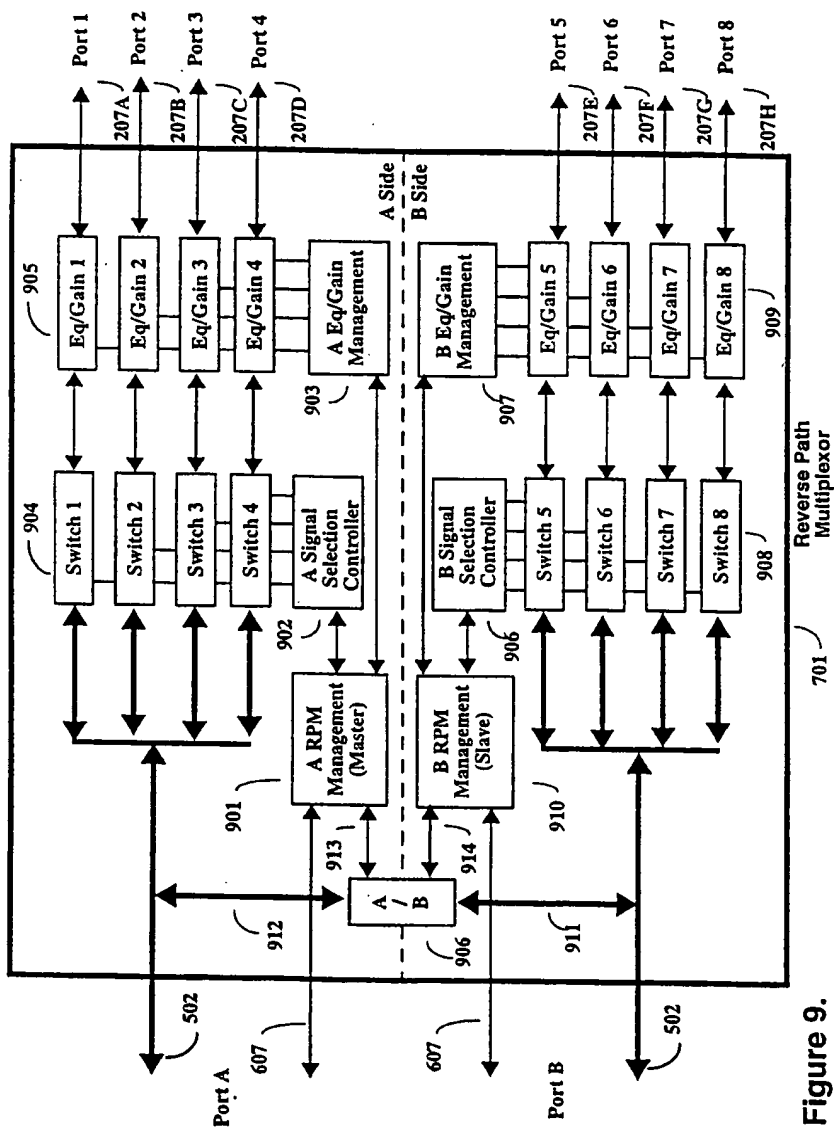 Port 1
207A
Port 2
207B
Port 3
207C
Port 4
207D
Port 5
207E
Port 6
207F
Port 7
207G
Port 8
207H
905
Eq/Gain 1
Eq/Gain 2
Eq/Gain 3
Eq/Gain 4
A Eq/Gain
Management
903
A Side
B Side
B Eq/Gain
Management
907
Eq/Gain 5
Eq/Gain 6
Eq/Gain 7
Eq/Gain 8
909
904
Switch 1
Switch 2
Switch 3
Switch 4
A Signal
Selection
Controller
902
B Signal
Selection
Controller
906
Switch 5
Switch 6
Switch 7
Switch 8
908
Reverse Path
Multiplexor
701
A RPM
Management
(Master)
901
913
B RPM
Management
(Slave)
910
914
A
/
B
906
912
911
502
607
Port A
607
Port B
502
Figure 9.